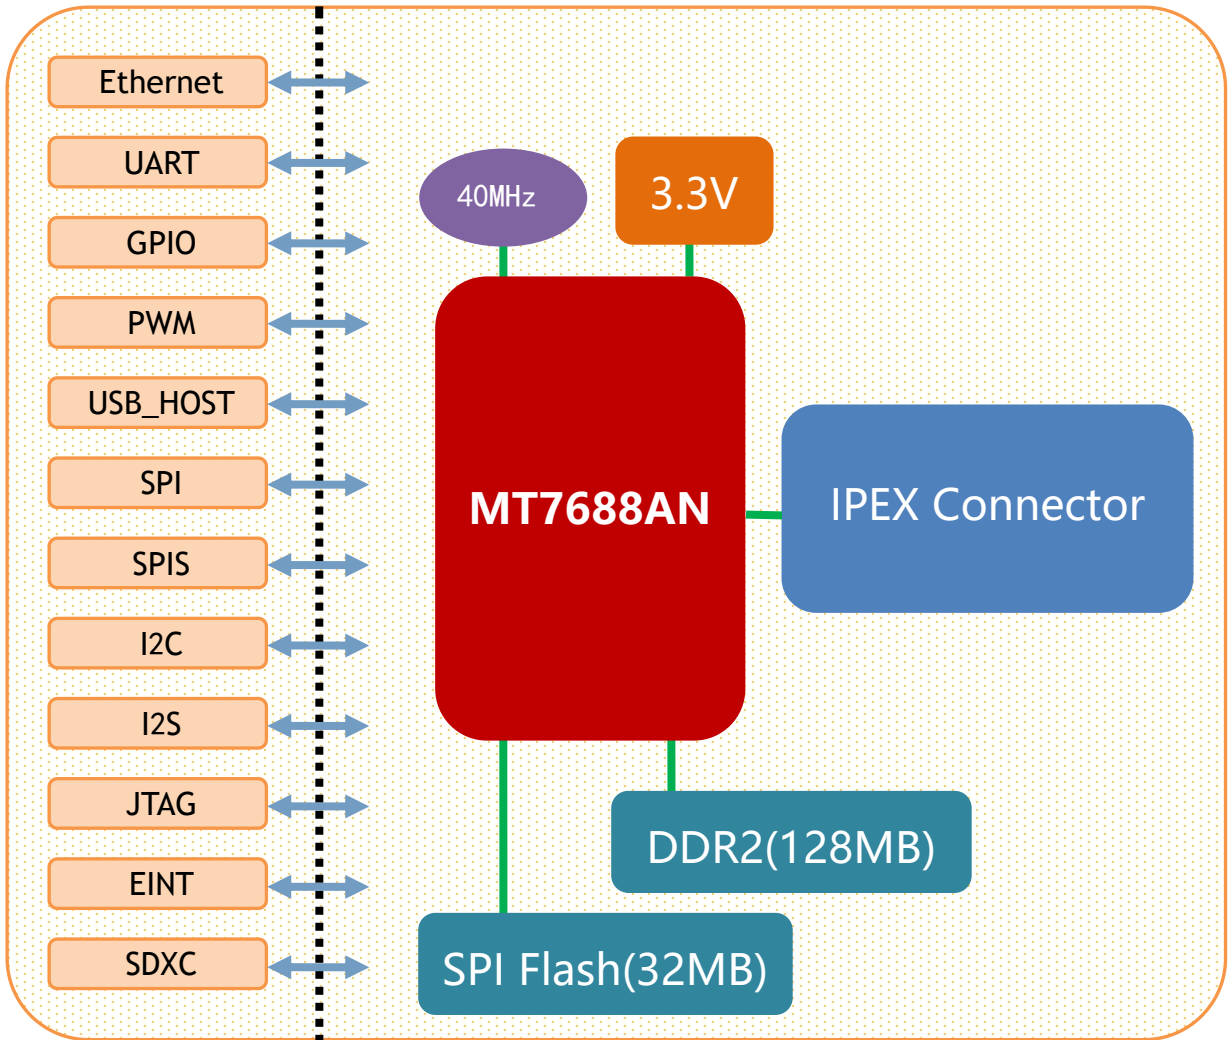 Ethernet
UART
GPIO
PWM
USB_HOST
SPI
SPIS
I2C
I2S
JTAG
EINT
SDXC
40MHz
3.3V
MT7688AN
IPEX Connector
DDR2(128MB)
SPI Flash(32MB)